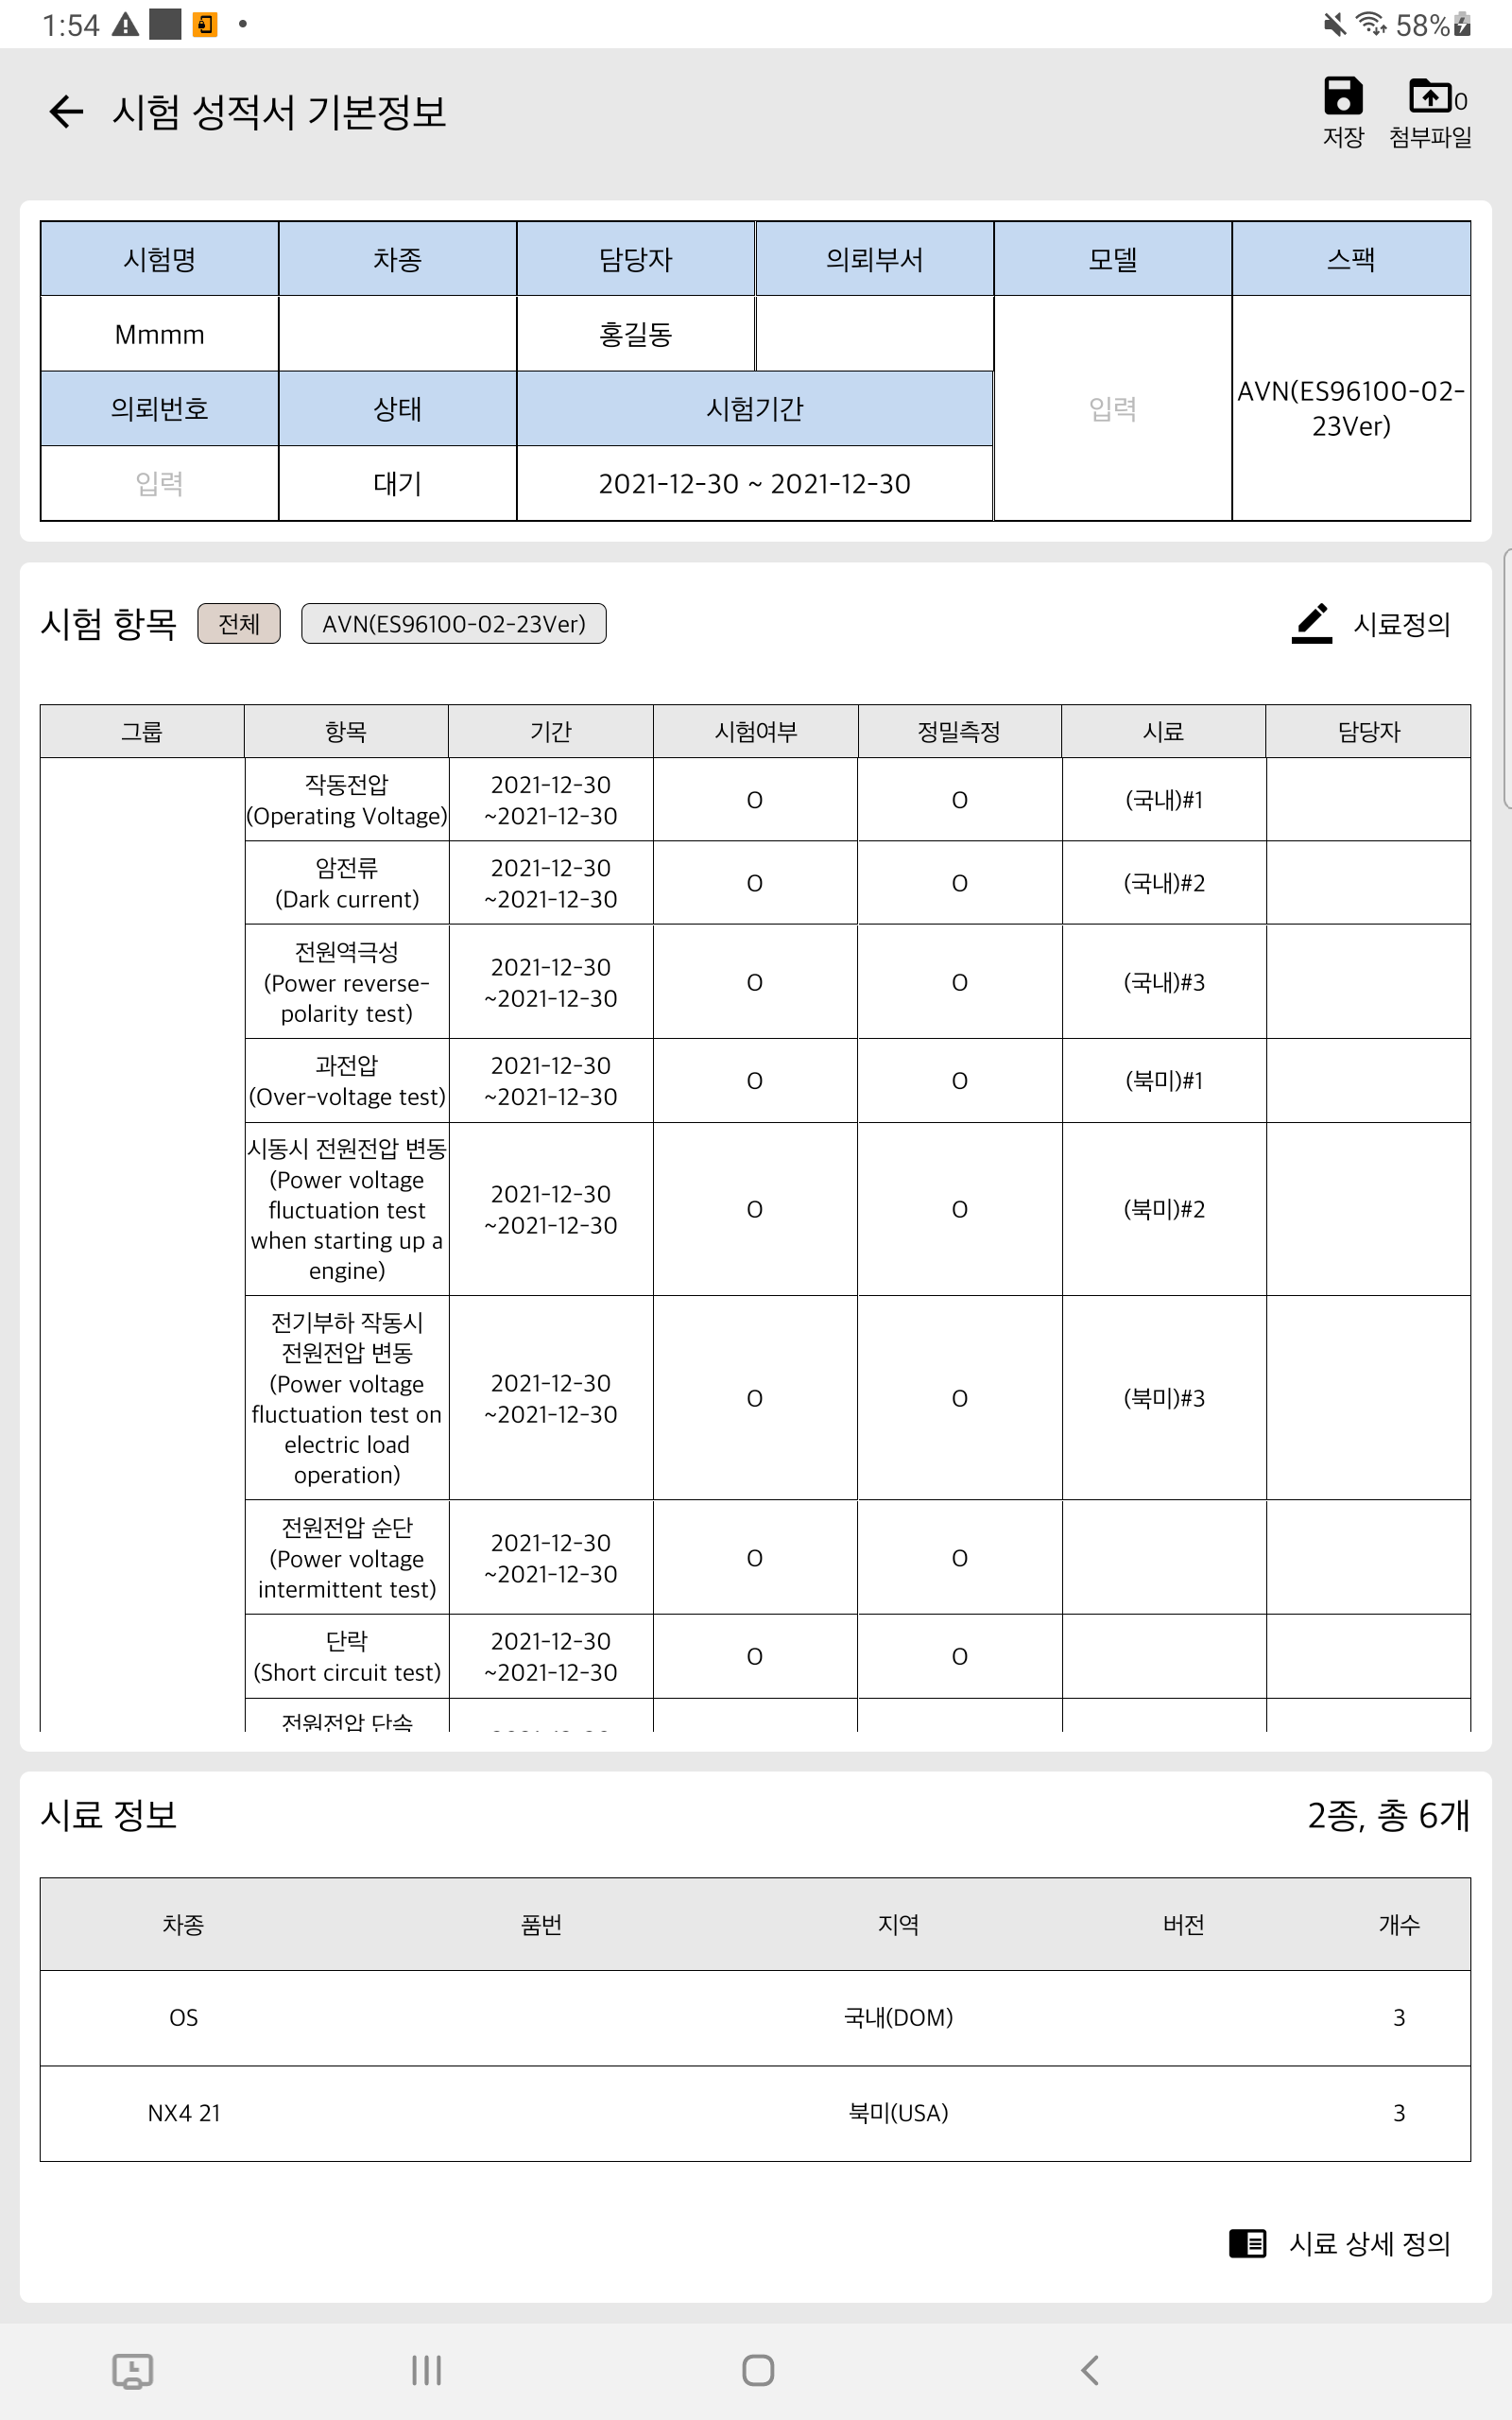 1:54
58%
시험 성적서 기본정보
0
저장 첨부파일
시험명 차종 담당자 의뢰부서 모델 스팩
Mmmm 홍길동
입력
AVN(ES96100-02-
23Ver)
의뢰번호 상태 시험기간
입력 대기 2021-12-30 ~ 2021-12-30
시험 항목 전체 AVN(ES96100-02-23Ver) 시료정의
그룹 항목 기간 시험여부 정밀측정 시료 담당자
작동전압
(Operating Voltage)
2021-12-30
~2021-12-30
O O (국내)#1
암전류
(Dark current)
2021-12-30
~2021-12-30
O O (국내)#2
전원역극성
(Power reverse-
polarity test)
2021-12-30
~2021-12-30
O O (국내)#3
과전압
(Over-voltage test)
2021-12-30
~2021-12-30
O O (북미)#1
시동시 전원전압 변동
(Power voltage
fluctuation test
when starting up a
engine)
2021-12-30
~2021-12-30
O O (북미)#2
전기부하 작동시
전원전압 변동
(Power voltage
fluctuation test on
electric load
operation)
2021-12-30
~2021-12-30
O O (북미)#3
전원전압 순단
(Power voltage
intermittent test)
2021-12-30
~2021-12-30
O O
단락
(Short circuit test)
2021-12-30
~2021-12-30
O O
전원전압 단속
시료 정보 2종, 총 6개
차종 품번 지역 버전 개수
OS 국내(DOM) 3
NX4 21 북미(USA) 3
시료 상세 정의